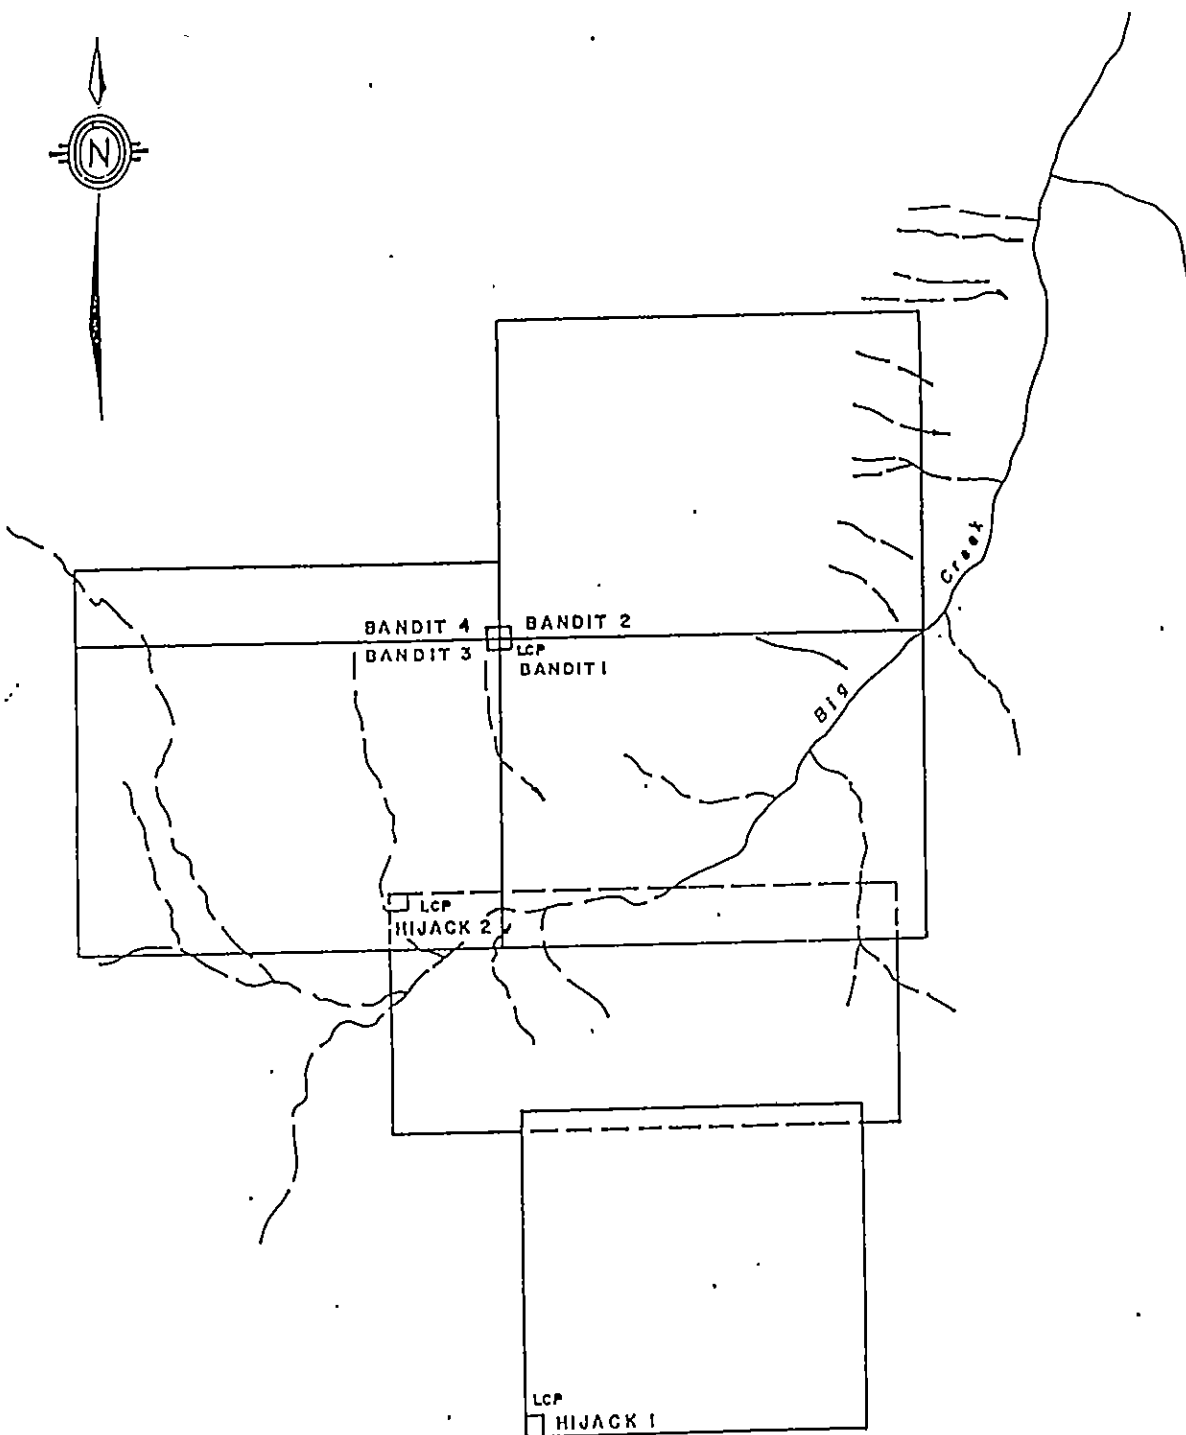 N
Creek
BANDIT 4
BANDIT 2
BANDIT 3
LCP
BANDIT 1
Big
LCP
HIJACK 2
LCP
HIJACK 1